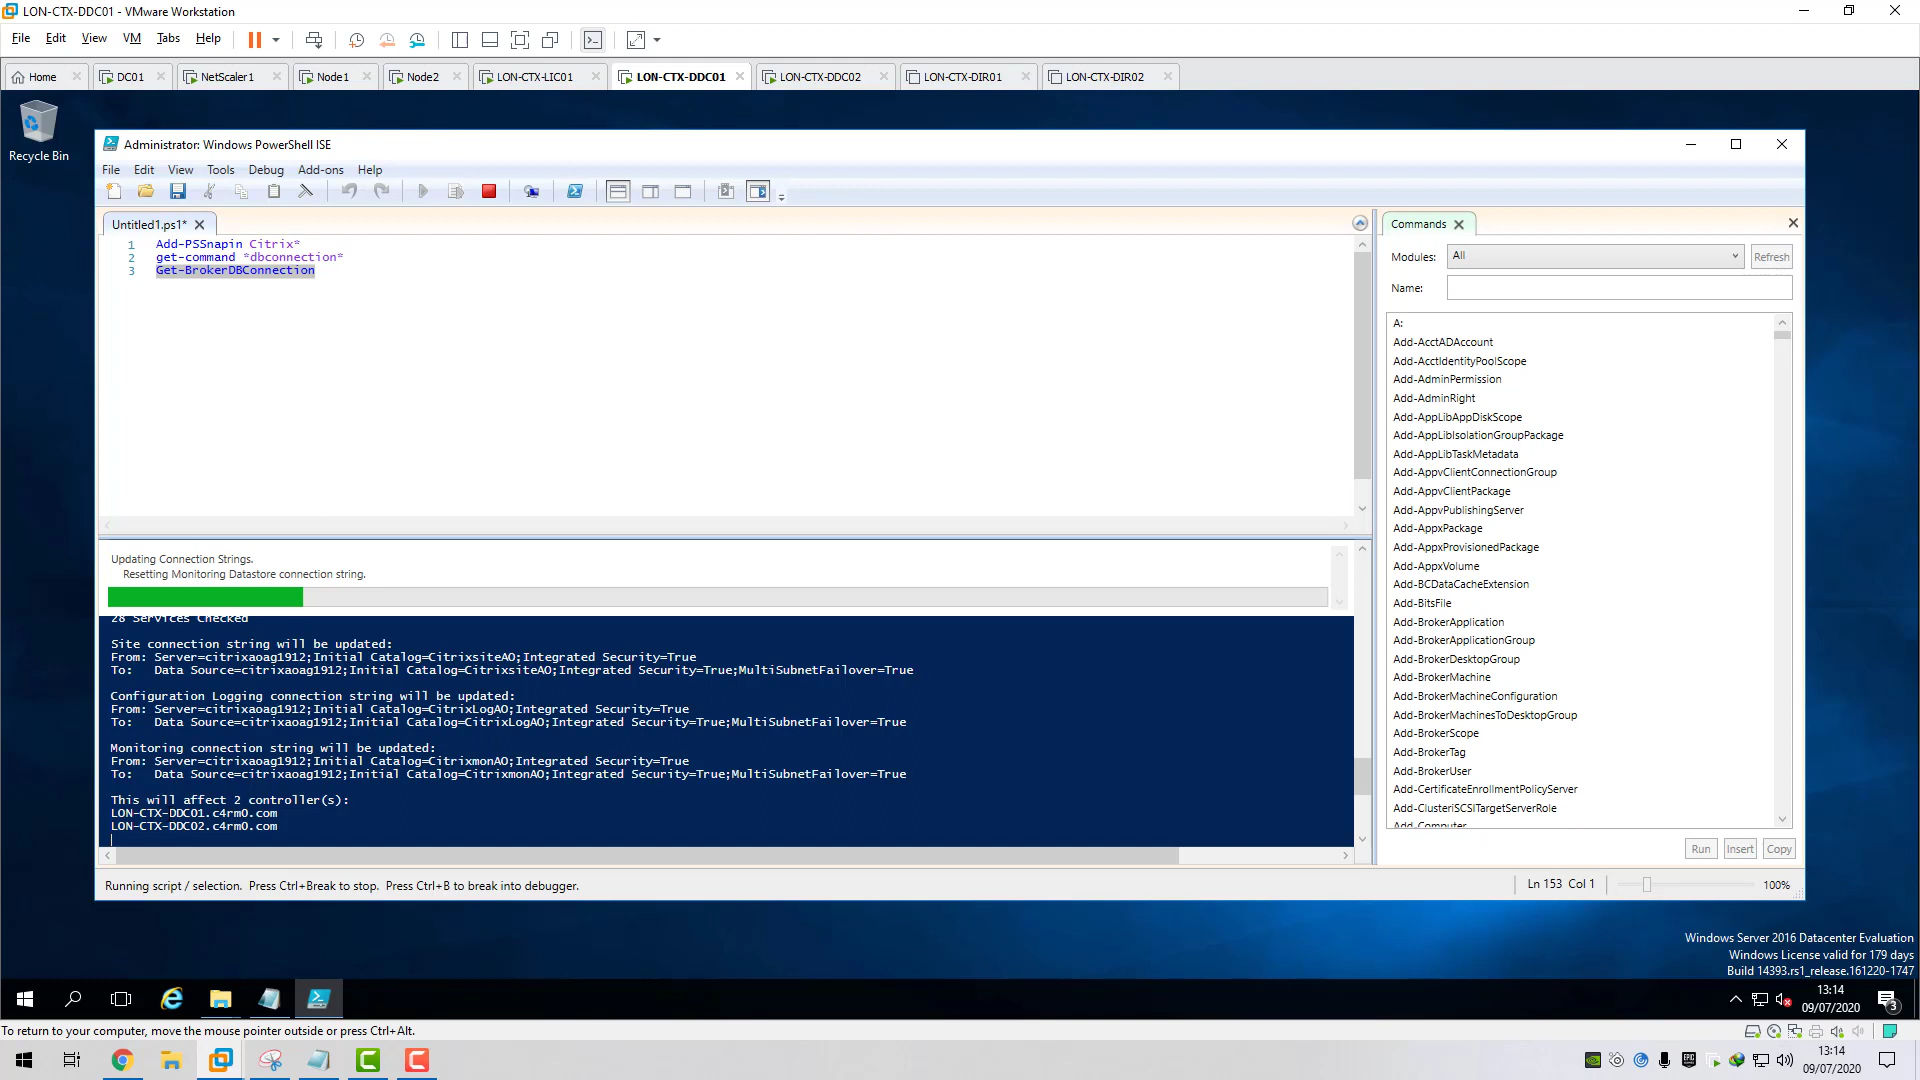 LON-CTX-DDC01 - VMware Workstation
File Edit View VM Tabs Help
Home DC01 NetScaler1 Node1 Node2 LON-CTX-LIC01 LON-CTX-DDC01 LON-CTX-DDC02 LON-CTX-DIR01 LON-CTX-DIR02
Recycle Bin
Administrator: Windows PowerShell ISE
File Edit View Tools Debug Add-ons Help
Untitled1.ps1*
1 Add-PSSnapin Citrix*
2 get-command *dbconnection*
3 Get-BrokerDBConnection
Updating Connection Strings.
Resetting Monitoring Datastore connection string.
28 Services Checked
Site connection string will be updated:
From: Server=citrixaoag1912;Initial Catalog=CitrixsiteAO;Integrated Security=True
To: Data Source=citrixaoag1912;Initial Catalog=CitrixsiteAO;Integrated Security=True;MultiSubnetFailover=True
Configuration Logging connection string will be updated:
From: Server=citrixaoag1912;Initial Catalog=CitrixLogAO;Integrated Security=True
To: Data Source=citrixaoag1912;Initial Catalog=CitrixLogAO;Integrated Security=True;MultiSubnetFailover=True
Monitoring connection string will be updated:
From: Server=citrixaoag1912;Initial Catalog=CitrixmonAO;Integrated Security=True
To: Data Source=citrixaoag1912;Initial Catalog=CitrixmonAO;Integrated Security=True;MultiSubnetFailover=True
This will affect 2 controller(s):
LON-CTX-DDC01.c4rm0.com
LON-CTX-DDC02.c4rm0.com
Running script / selection. Press Ctrl+Break to stop. Press Ctrl+B to break into debugger.
Ln 153 Col 1
100%
Commands
Modules: All Refresh
Name:
A:
Add-AcctADAccount
Add-AcctIdentityPoolScope
Add-AdminPermission
Add-AdminRight
Add-AppLibAppDiskScope
Add-AppLibIsolationGroupPackage
Add-AppLibTaskMetadata
Add-AppvClientConnectionGroup
Add-AppvClientPackage
Add-AppvPublishingServer
Add-AppxPackage
Add-AppxProvisionedPackage
Add-AppxVolume
Add-BCDataCacheExtension
Add-BitsFile
Add-BrokerApplication
Add-BrokerApplicationGroup
Add-BrokerDesktopGroup
Add-BrokerMachine
Add-BrokerMachineConfiguration
Add-BrokerMachinesToDesktopGroup
Add-BrokerScope
Add-BrokerTag
Add-BrokerUser
Add-CertificateEnrollmentPolicyServer
Add-ClusteriSCSITargetServerRole
Add-Computer
Run Insert Copy
Windows Server 2016 Datacenter Evaluation
Windows License valid for 179 days
Build 14393.rs1_release.161220-1747
13:14
09/07/2020
3
To return to your computer, move the mouse pointer outside or press Ctrl+Alt.
13:14
09/07/2020